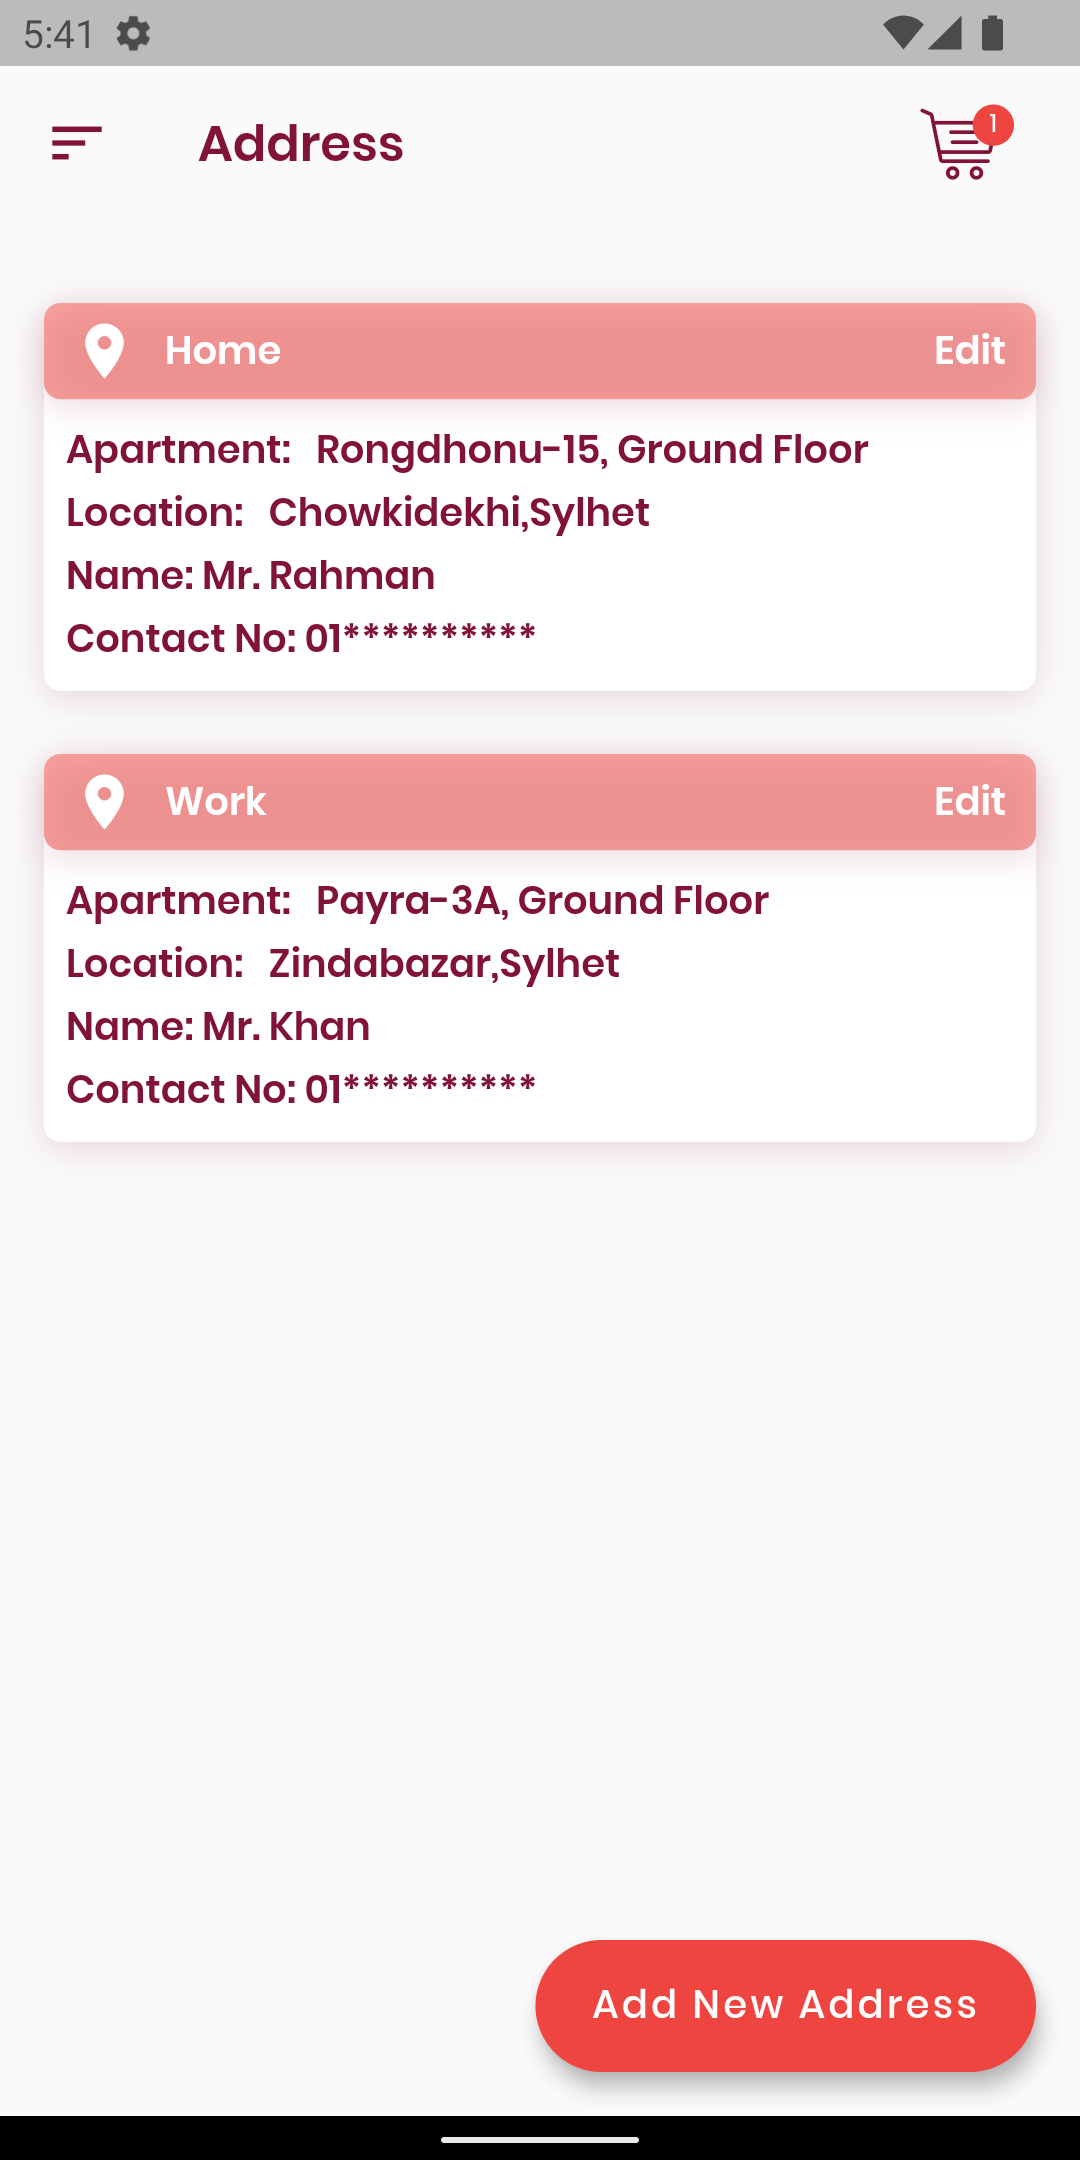 5:41
Address
1
Home Edit
Apartment: Rongdhonu-15, Ground Floor
Location: Chowkidekhi,Sylhet
Name: Mr. Rahman
Contact No: 01**********
Work Edit
Apartment: Payra-3A, Ground Floor
Location: Zindabazar,Sylhet
Name: Mr. Khan
Contact No: 01**********
Add New Address